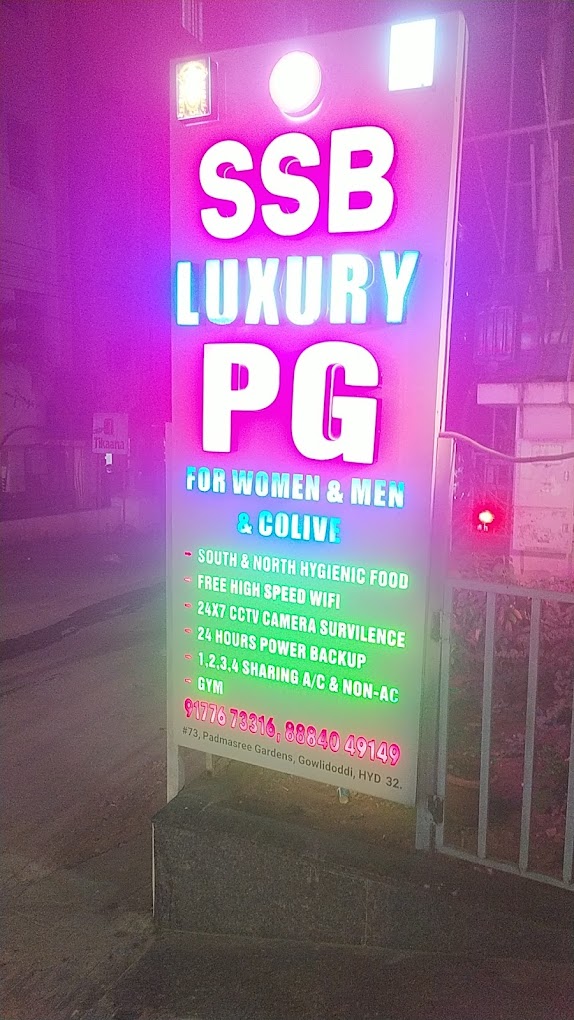 SSB
LUXURY
PG
FOR WOMEN & MEN
& COLIVE
SOUTH & NORTH HYGIENIC FOOD
FREE HIGH SPEED WIFI
24X7 CCTV CAMERA SURVILENCE
24 HOURS POWER BACKUP
1,2,3,4 SHARING A/C & NON-AC
GYM
91776 73316, 88840 49149
#73, Padmasree Gardens, Gowlidoddi, HYD 32.
Tikaana